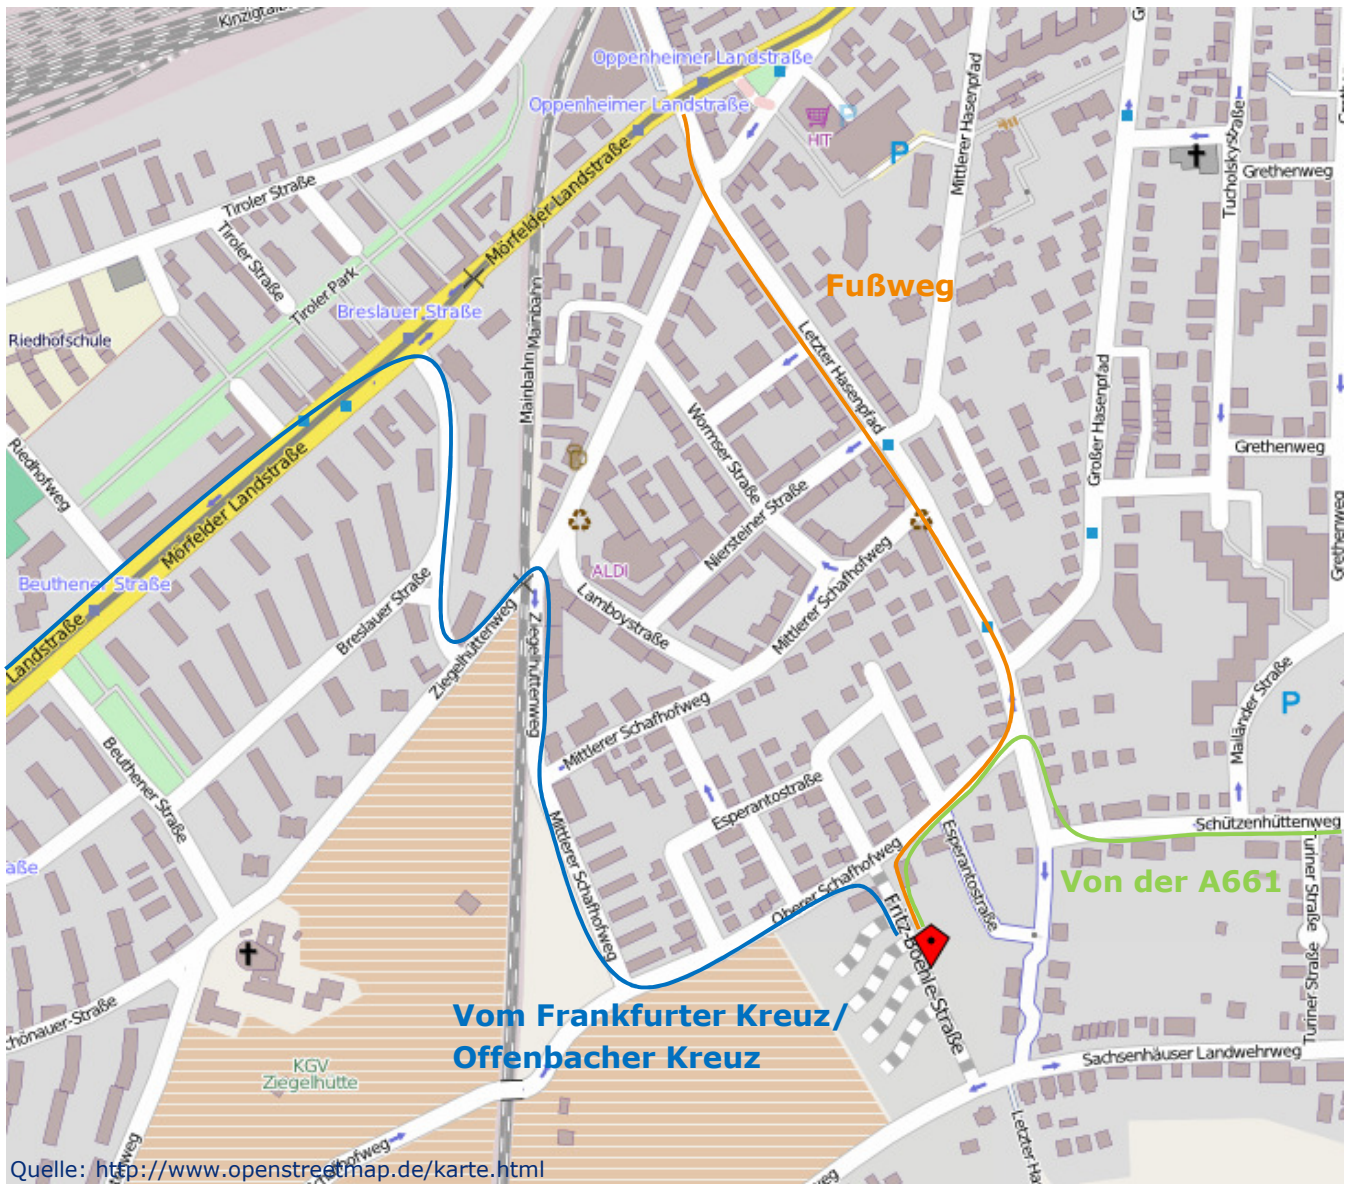 Kinzigstraße
Oppenheimer Landstraße
Oppenheimer Landstraße
HIT
P
Mittlerer Hasenpfad
Tucholskystraße
Grethenweg
Tiroler Straße
Tiroler Straße
Tiroler Park
Mörfelder Landstraße
Mainbahn
Mainbahn
Fußweg
Breslauer Straße
Riedhofschule
Letzter Hasenpfad
Großer Hasenpfad
Wormser Straße
Riedhofweg
Grethenweg
Mörfelder Landstraße
Niersteiner Straße
Grethenweg
Beuthener Straße
ALDI
Mittlerer Schafhofweg
Lamboystraße
Breslauer Straße
Landstraße
Ziegelhüttenweg
Ziegelhüttenweg
Mittlerer Schafhofweg
Mailänder Straße
P
Beuthener Straße
Esperantostraße
Schützenhüttenweg
Mittlerer Schafhofweg
Oberer Schafhofweg
Esperantostraße
Von der A661
Turiner Straße
Fritz-Boehle-Straße
Turiner Straße
Vom Frankfurter Kreuz/
Offenbacher Kreuz
KGV
Ziegelhütte
Sachsenhäuser Landwehrweg
Quelle: http://www.openstreetmap.de/karte.html